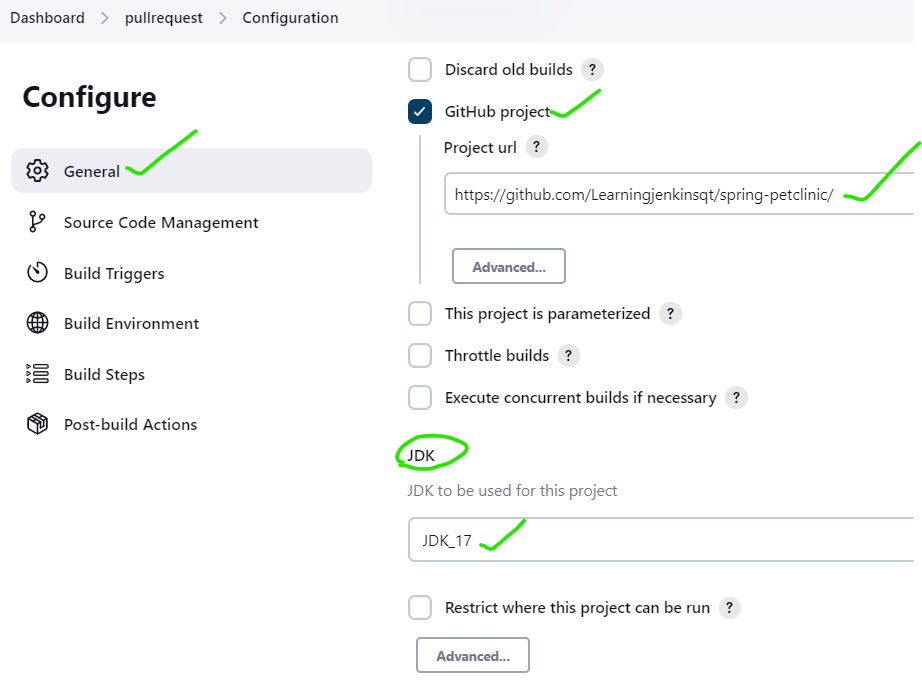 Dashboard > pullrequest > Configuration
Configure
General
Source Code Management
Build Triggers
Build Environment
Build Steps
Post-build Actions
Discard old builds ?
GitHub project
Project url ?
https://github.com/Learningjenkinsqt/spring-petclinic/
Advanced...
This project is parameterized ?
Throttle builds ?
Execute concurrent builds if necessary ?
JDK
JDK to be used for this project
JDK_17
Restrict where this project can be run ?
Advanced...